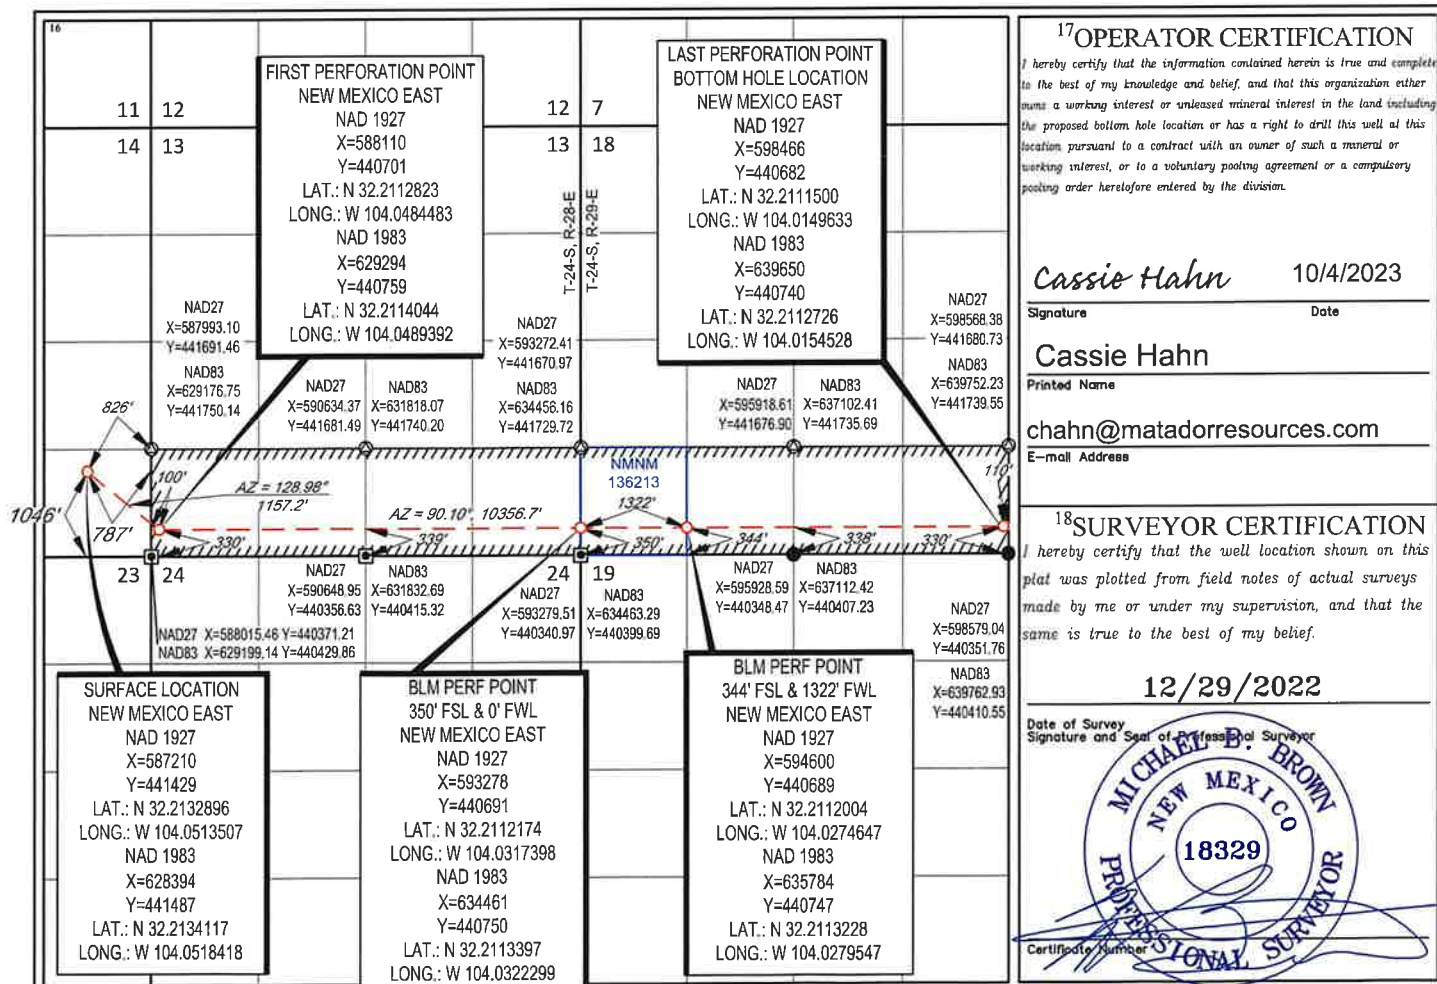 16
11 12
14 13
12 7
13 18
T-24-S, R-28-E
T-24-S, R-29-E
FIRST PERFORATION POINT
NEW MEXICO EAST
NAD 1927
X=588110
Y=440701
LAT.: N 32.2112823
LONG.: W 104.0484483
NAD 1983
X=629294
Y=440759
LAT.: N 32.2114044
LONG.: W 104.0489392
LAST PERFORATION POINT
BOTTOM HOLE LOCATION
NEW MEXICO EAST
NAD 1927
X=598466
Y=440682
LAT.: N 32.2111500
LONG.: W 104.0149633
NAD 1983
X=639650
Y=440740
LAT.: N 32.2112726
LONG.: W 104.0154528
NAD27
X=587993.10
Y=441691.46
NAD83
X=629176.75
Y=441750.14
NAD27
X=590634.37
Y=441681.49
NAD83
X=631818.07
Y=441740.20
NAD27
X=593272.41
Y=441670.97
NAD83
X=634456.16
Y=441729.72
NAD27
X=595918.61
Y=441676.90
NAD83
X=637102.41
Y=441735.69
NAD27
X=598568.38
Y=441680.73
NAD83
X=639752.23
Y=441739.55
826'
100'
AZ = 128.98°
1157.2'
1046'
787'
AZ = 90.10°, 10356.7'
NMNM
136213
1322'
110'
330'
339'
350'
344'
338'
330'
23 24
24 19
NAD27
X=590648.95
Y=440356.63
NAD83
X=631832.69
Y=440415.32
NAD27
X=593279.51
Y=440340.97
NAD83
X=634463.29
Y=440399.69
NAD27
X=595928.59
Y=440348.47
NAD83
X=637112.42
Y=440407.23
NAD27
X=598579.04
Y=440351.76
NAD83
X=639762.93
Y=440410.55
NAD27 X=588015.46 Y=440371.21
NAD83 X=629199.14 Y=440429.86
SURFACE LOCATION
NEW MEXICO EAST
NAD 1927
X=587210
Y=441429
LAT.: N 32.2132896
LONG.: W 104.0513507
NAD 1983
X=628394
Y=441487
LAT.: N 32.2134117
LONG.: W 104.0518418
BLM PERF POINT
350' FSL & 0' FWL
NEW MEXICO EAST
NAD 1927
X=593278
Y=440691
LAT.: N 32.2112174
LONG.: W 104.0317398
NAD 1983
X=634461
Y=440750
LAT.: N 32.2113397
LONG.: W 104.0322299
BLM PERF POINT
344' FSL & 1322' FWL
NEW MEXICO EAST
NAD 1927
X=594600
Y=440689
LAT.: N 32.2112004
LONG.: W 104.0274647
NAD 1983
X=635784
Y=440747
LAT.: N 32.2113228
LONG.: W 104.0279547
17 OPERATOR CERTIFICATION
I hereby certify that the information contained herein is true and complete
to the best of my knowledge and belief, and that this organization either
owns a working interest or unleased mineral interest in the land including
the proposed bottom hole location or has a right to drill this well at this
location pursuant to a contract with an owner of such a mineral or
working interest, or to a voluntary pooling agreement or a compulsory
pooling order heretofore entered by the division.
Cassie Hahn 10/4/2023
Signature Date
Cassie Hahn
Printed Name
chahn@matadorresources.com
E-mail Address
18 SURVEYOR CERTIFICATION
I hereby certify that the well location shown on this
plat was plotted from field notes of actual surveys
made by me or under my supervision, and that the
same is true to the best of my belief.
12/29/2022
Date of Survey
Signature and Seal of Professional Surveyor
MICHAEL B. BROWN
NEW MEXICO
18329
PROFESSIONAL SURVEYOR
Certificate Number